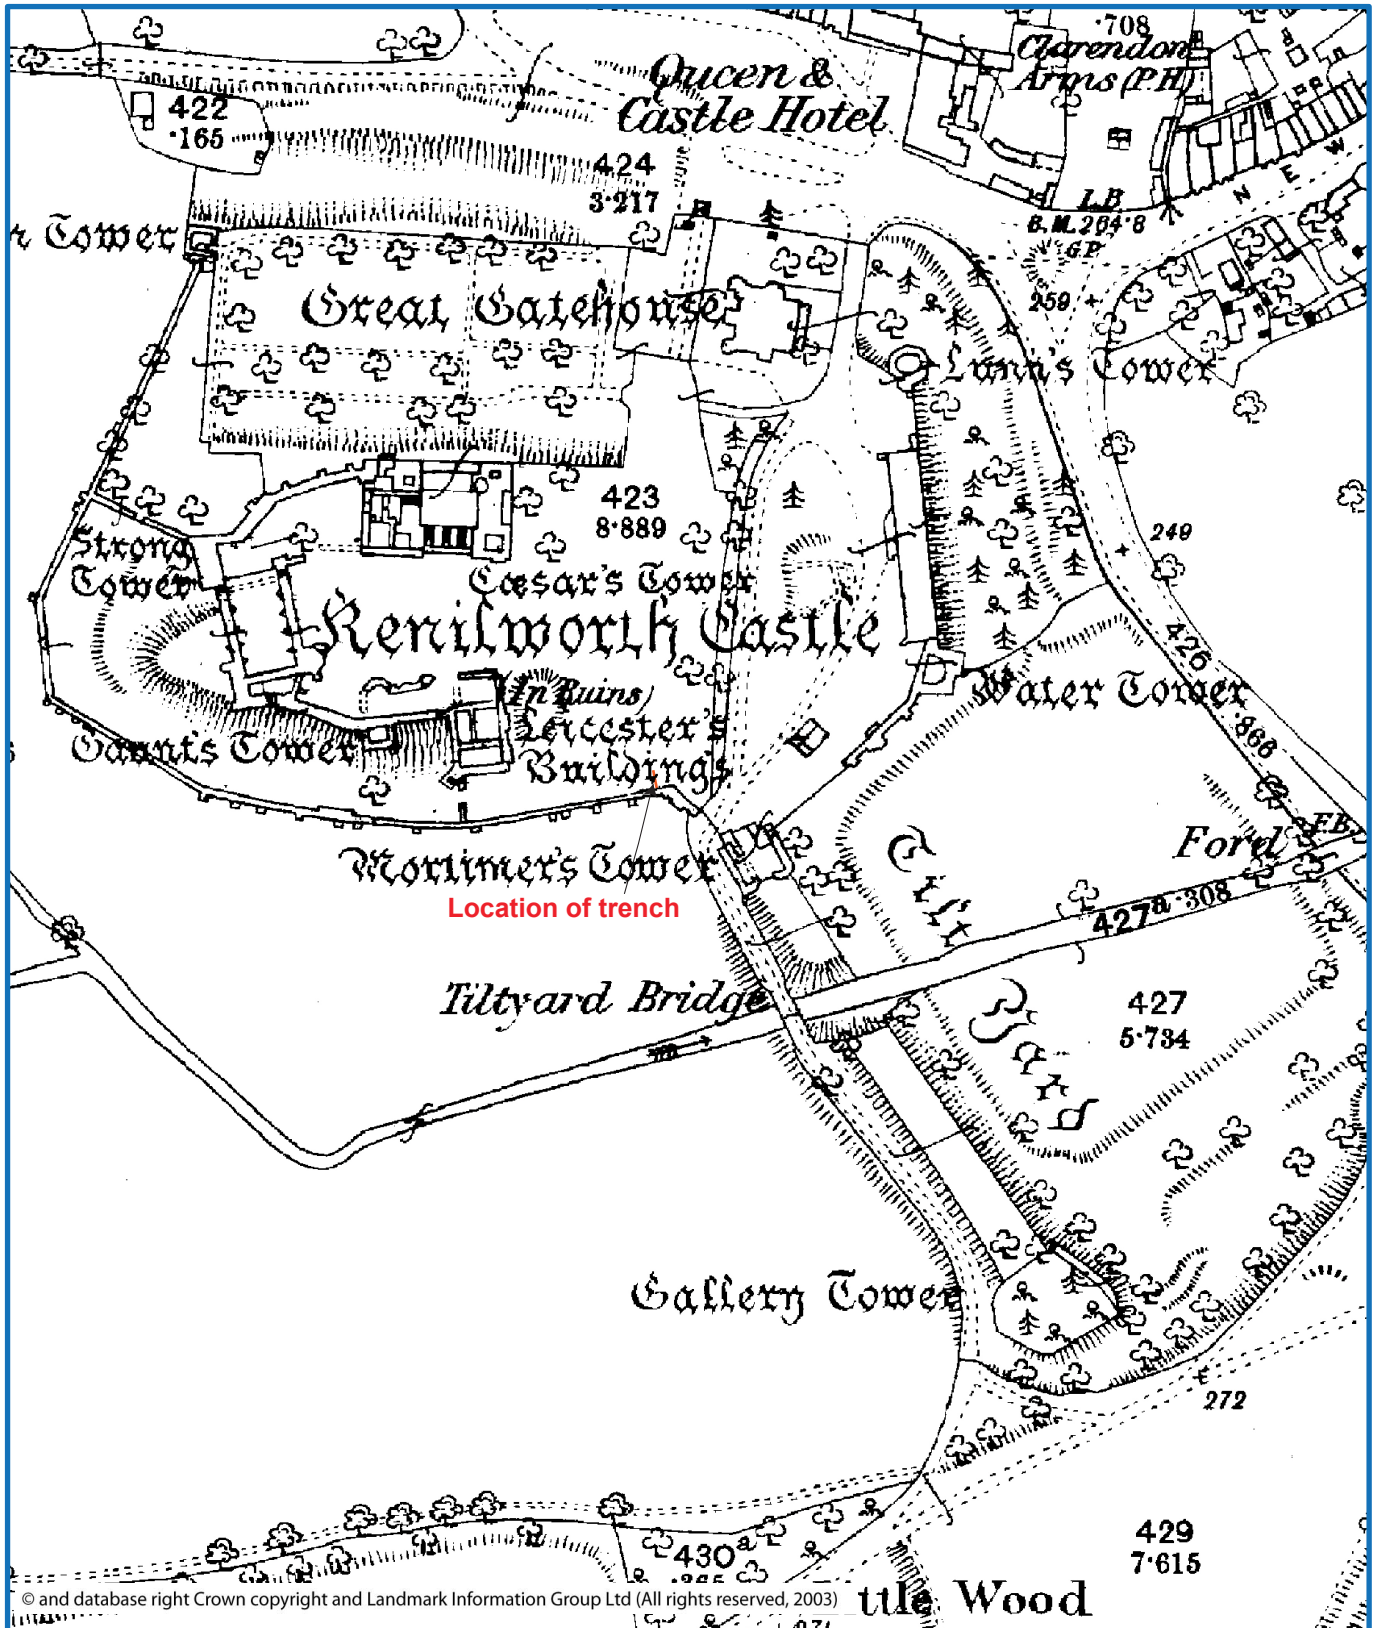 ·708
Clarendon
Arms (P.H)
Queen &
Castle Hotel
422
·165
424
3·217
L.B
B.M. 264·8
G.P.
NEW
r Tower
Great Gatehouse
259
Lunn's Tower
423
8·889
249
Strong
Tower
Cæsar's Tower
Kenilworth Castle
(In Ruins)
426
·866
Water Tower
Leicester's
Buildings
Gaunt's Tower
Mortimer's Tower
Ford
F.B.
Location of trench
Tilt
Yard
427a ·308
Tiltyard Bridge
427
5·734
Gallery Tower
272
429
7·615
430a
ttle Wood
© and database right Crown copyright and Landmark Information Group Ltd (All rights reserved, 2003)